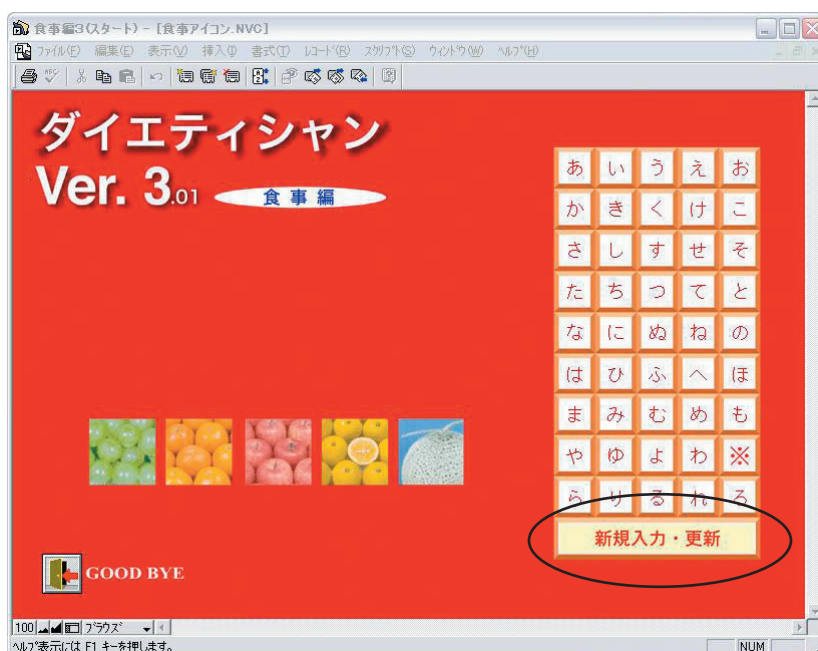 食事編3(スタート) - [食事アイコン.NVC]
ファイル(F) 編集(E) 表示(V) 挿入(I) 書式(T) レコード(R) スクリプト(S) ウィンドウ(W) ヘルプ(H)
ダイエティシャン
Ver. 3.01 食事編
あ い う え お
か き く け こ
さ し す せ そ
た ち つ て と
な に ぬ ね の
は ひ ふ へ ほ
ま み む め も
や ゆ よ わ ※
ら り る れ ろ
新規入力・更新
GOOD BYE
100 ブラウズ
ヘルプ表示には F1 キーを押します。 NUM